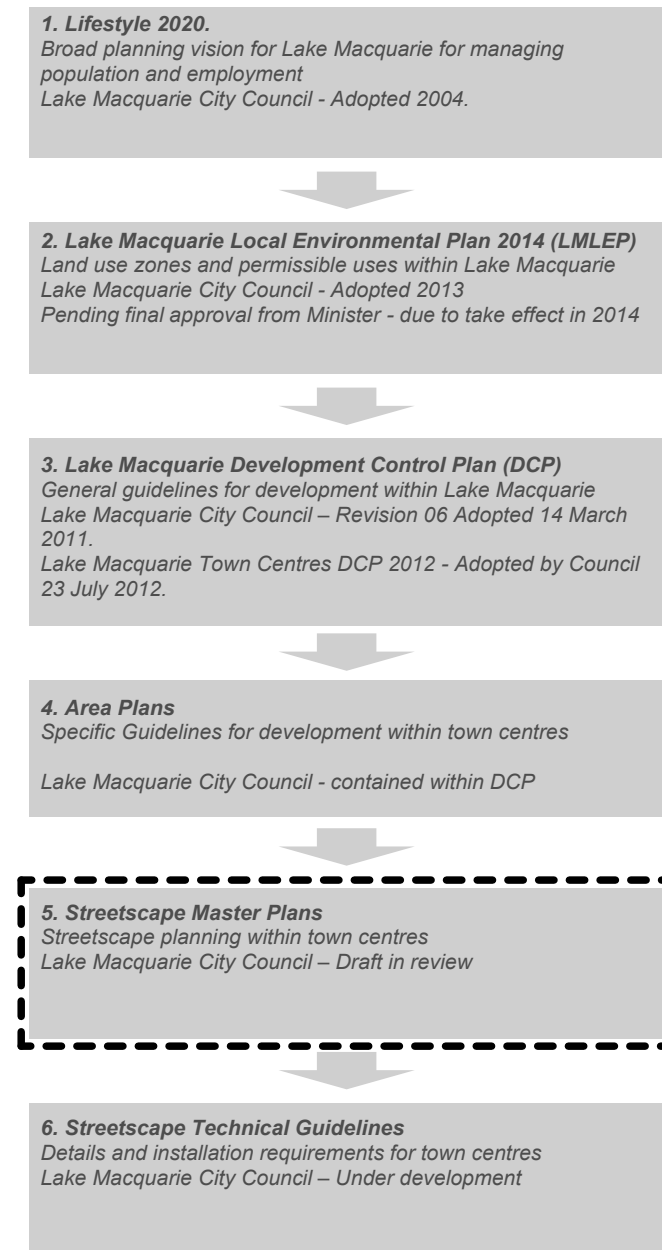 1. Lifestyle 2020.
Broad planning vision for Lake Macquarie for managing
population and employment
Lake Macquarie City Council - Adopted 2004.
2. Lake Macquarie Local Environmental Plan 2014 (LMLEP)
Land use zones and permissible uses within Lake Macquarie
Lake Macquarie City Council - Adopted 2013
Pending final approval from Minister - due to take effect in 2014
3. Lake Macquarie Development Control Plan (DCP)
General guidelines for development within Lake Macquarie
Lake Macquarie City Council – Revision 06 Adopted 14 March
2011.
Lake Macquarie Town Centres DCP 2012 - Adopted by Council
23 July 2012.
4. Area Plans
Specific Guidelines for development within town centres
Lake Macquarie City Council - contained within DCP
5. Streetscape Master Plans
Streetscape planning within town centres
Lake Macquarie City Council – Draft in review
6. Streetscape Technical Guidelines
Details and installation requirements for town centres
Lake Macquarie City Council – Under development